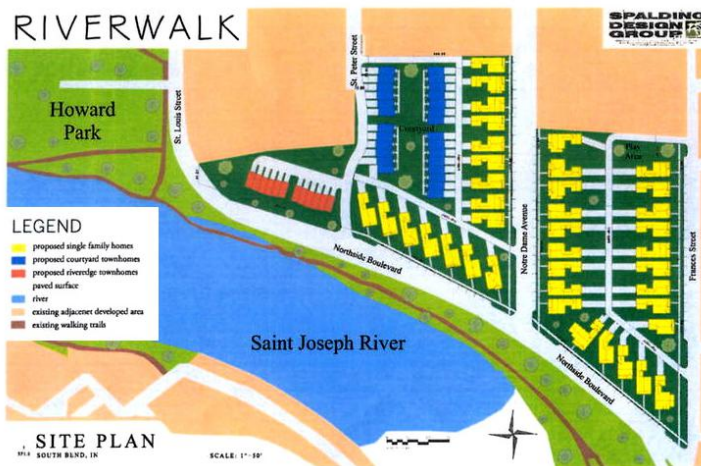 RIVERWALK
SPALDING
DESIGN
GROUP
Howard
Park
St. Louis Street
St. Peter Street
Courtyard
Play
Area
Notre Dame Avenue
Frances Street
Northside Boulevard
Northside Boulevard
LEGEND
proposed single family homes
proposed courtyard townhomes
proposed riveredge townhomes
paved surface
river
existing adjacenet developed area
existing walking trails
Saint Joseph River
SITE PLAN
SOUTH BLND, IN
SCALE: 1"=50'